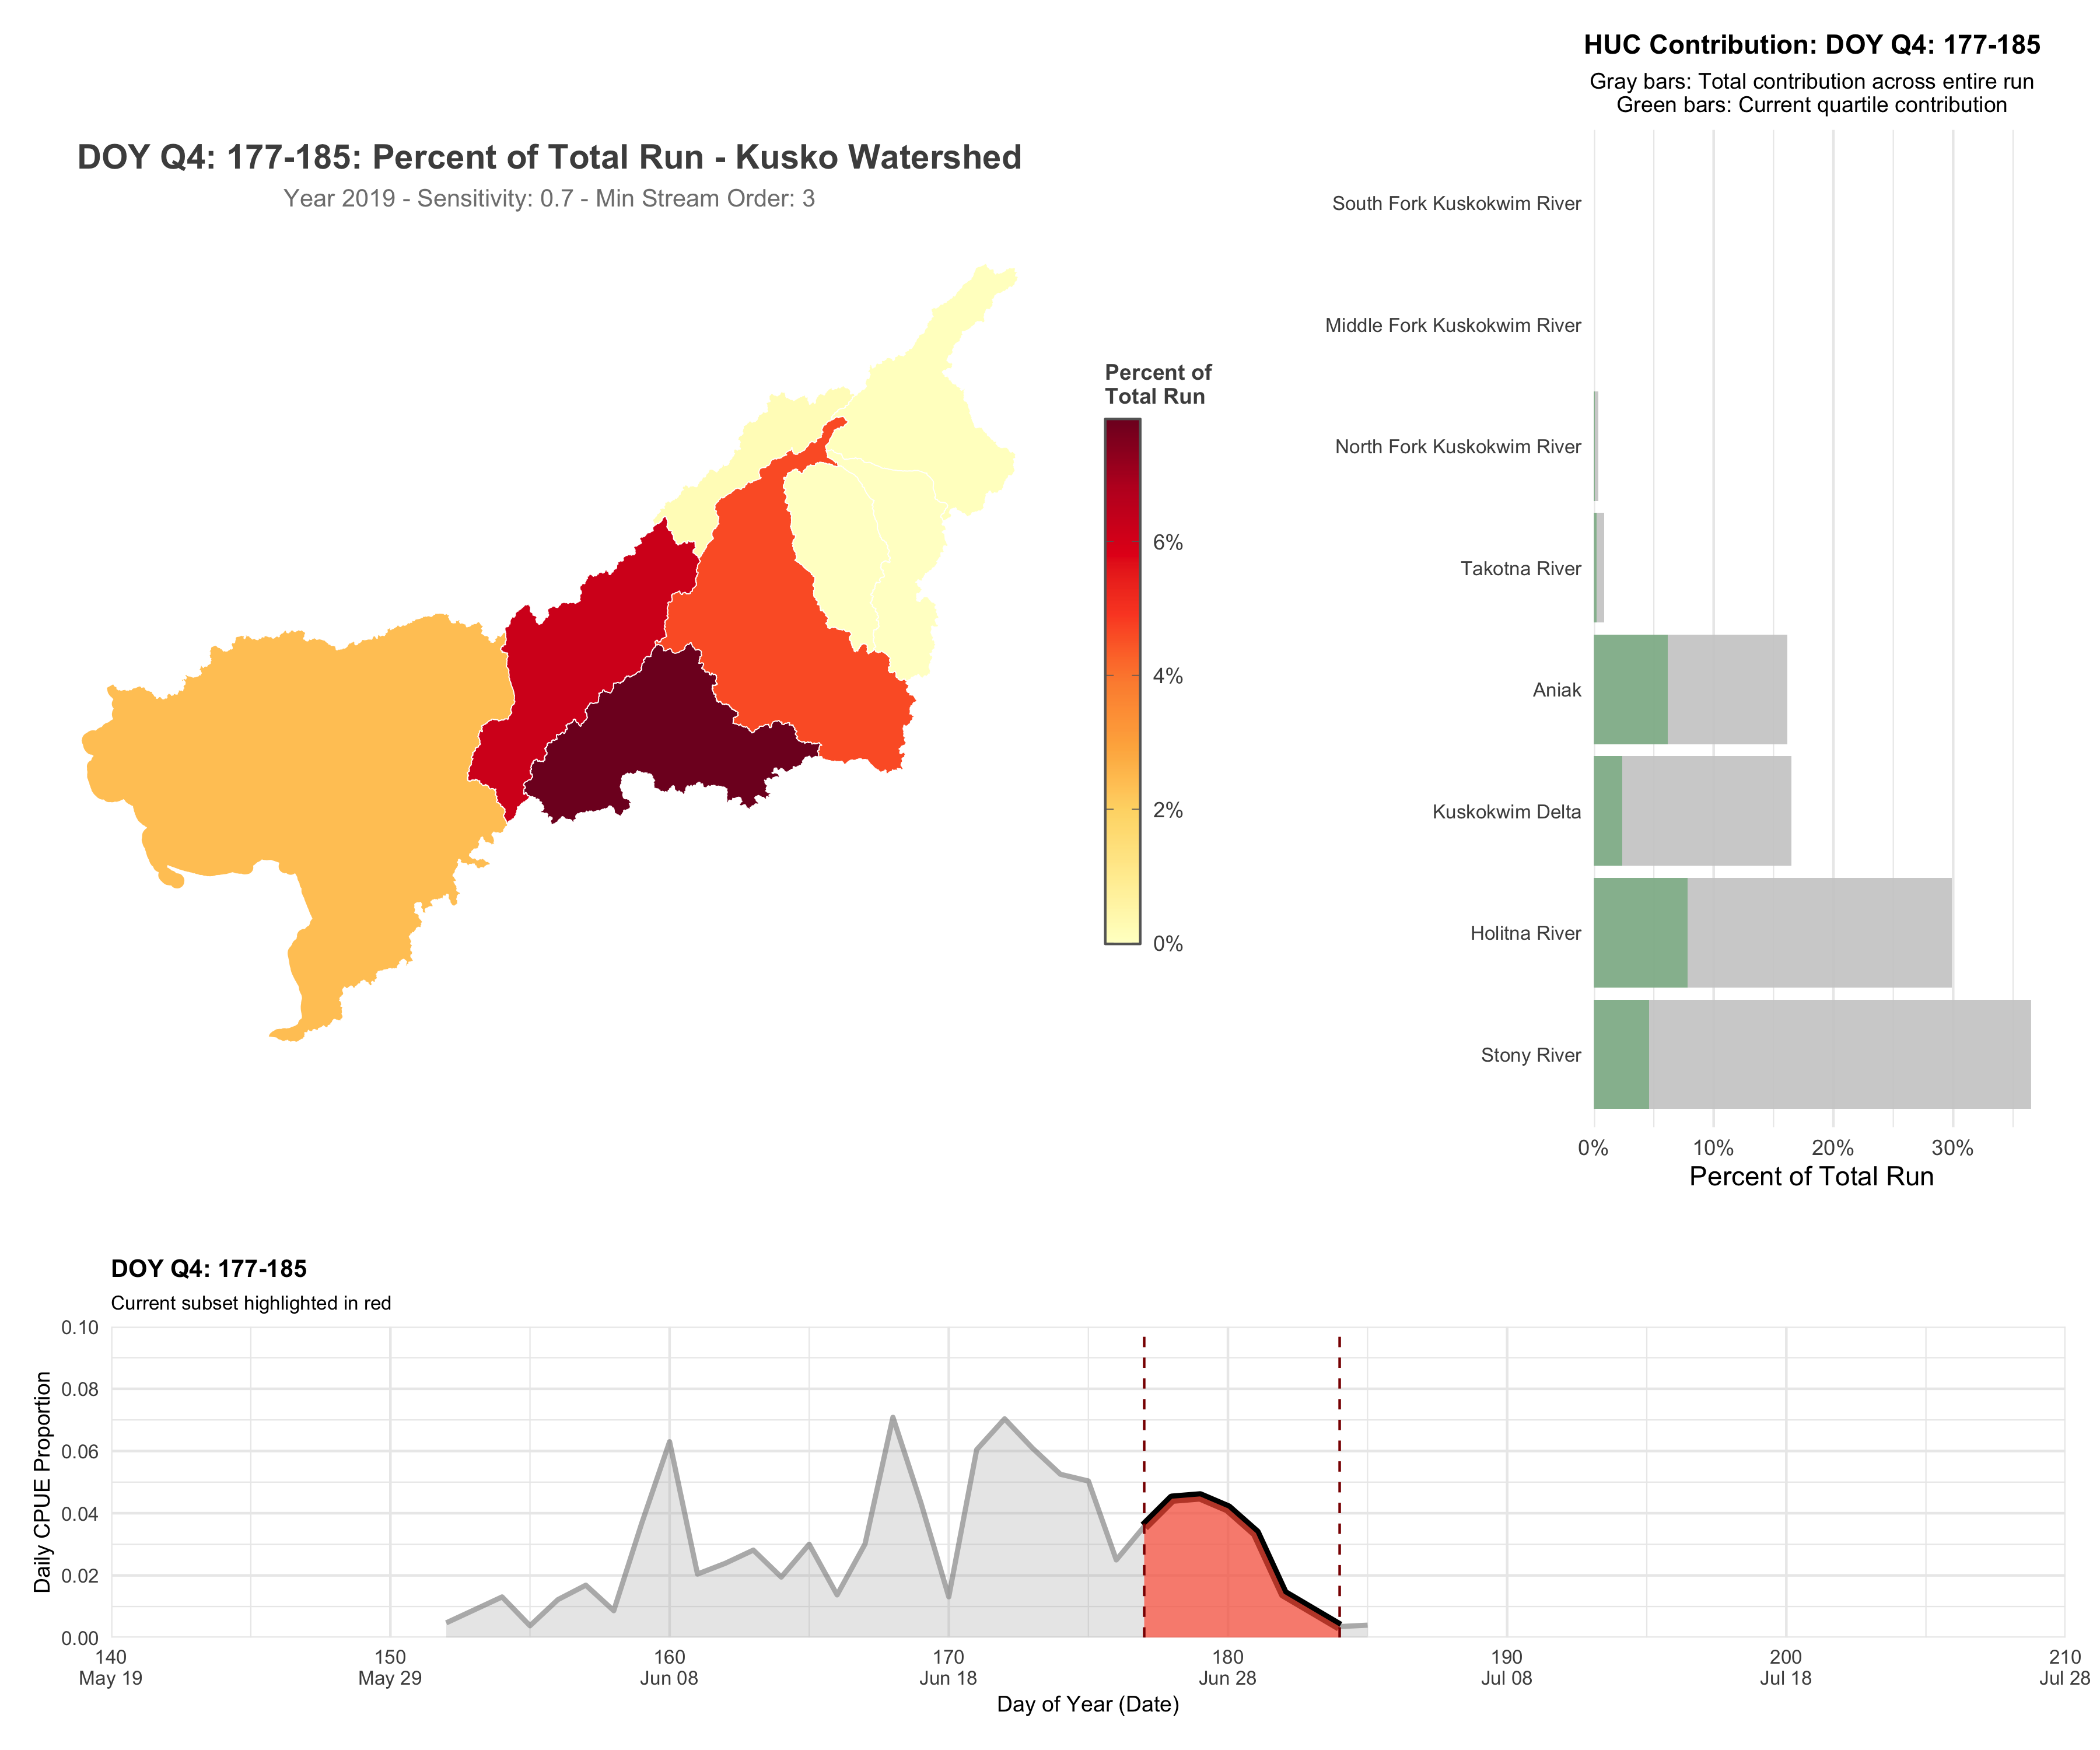 DOY Q4: 177-185: Percent of Total Run - Kusko Watershed
Year 2019 - Sensitivity: 0.7 - Min Stream Order: 3
Percent of
Total Run
6%
4%
2%
0%
HUC Contribution: DOY Q4: 177-185
Gray bars: Total contribution across entire run
Green bars: Current quartile contribution
South Fork Kuskokwim River
Middle Fork Kuskokwim River
North Fork Kuskokwim River
Takotna River
Aniak
Kuskokwim Delta
Holitna River
Stony River
0% 10% 20% 30%
Percent of Total Run
DOY Q4: 177-185
Current subset highlighted in red
Daily CPUE Proportion
0.10
0.08
0.06
0.04
0.02
0.00
140 150 160 170 180 190 200 210
May 19 May 29 Jun 08 Jun 18 Jun 28 Jul 08 Jul 18 Jul 28
Day of Year (Date)